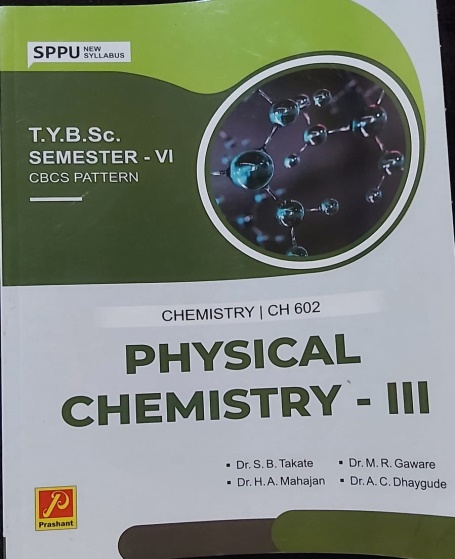 SPPU NEW SYLLABUS
T.Y.B.Sc.
SEMESTER - VI
CBCS PATTERN
CHEMISTRY | CH 602
PHYSICAL
CHEMISTRY - III
▪ Dr. S. B. Takate ▪ Dr. M. R. Gaware
▪ Dr. H. A. Mahajan ▪ Dr. A. C. Dhaygude
P
Prashant